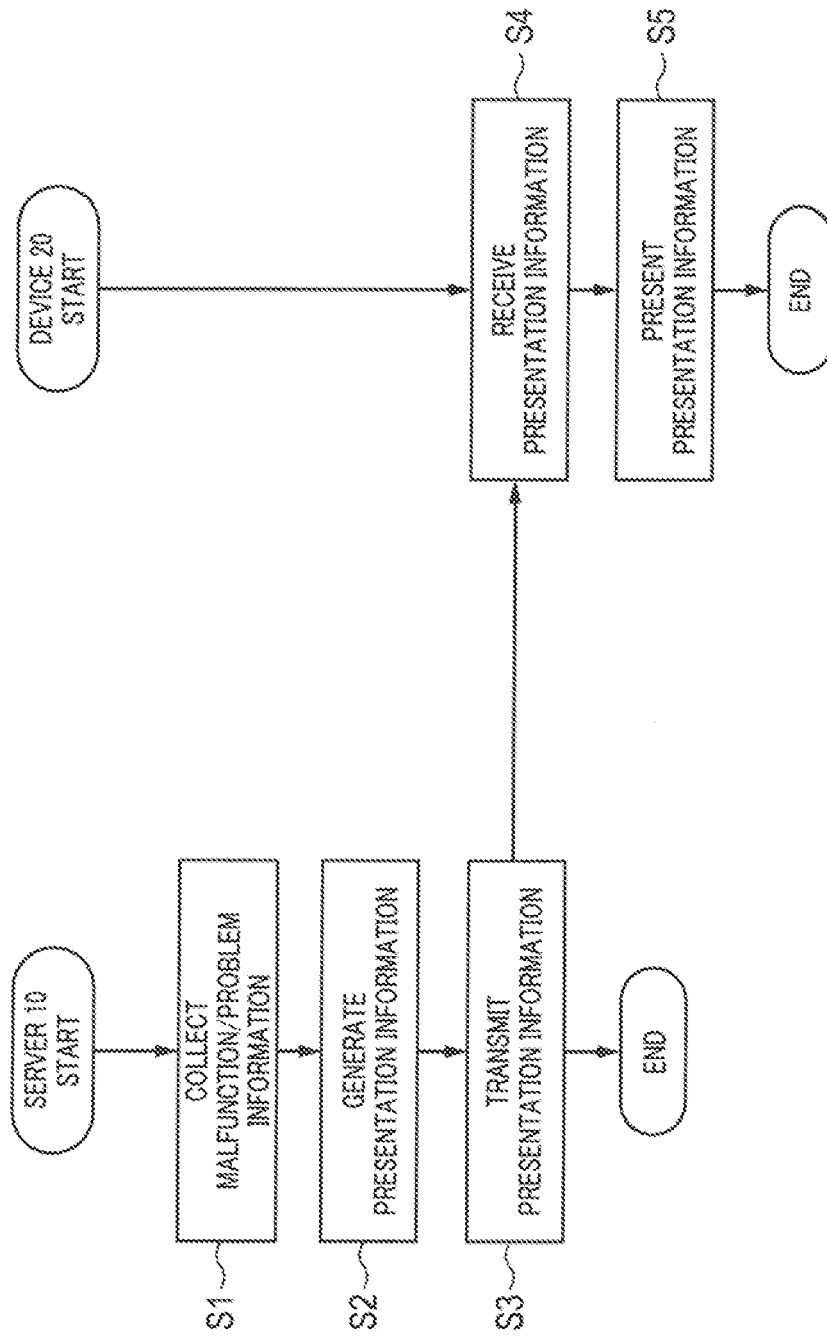 SERVER 10
START
S1
COLLECT
MALFUNCTION/PROBLEM
INFORMATION
S2
GENERATE
PRESENTATION INFORMATION
S3
TRANSMIT
PRESENTATION INFORMATION
END
DEVICE 20
START
RECEIVE
PRESENTATION INFORMATION
S4
PRESENT
PRESENTATION INFORMATION
S5
END